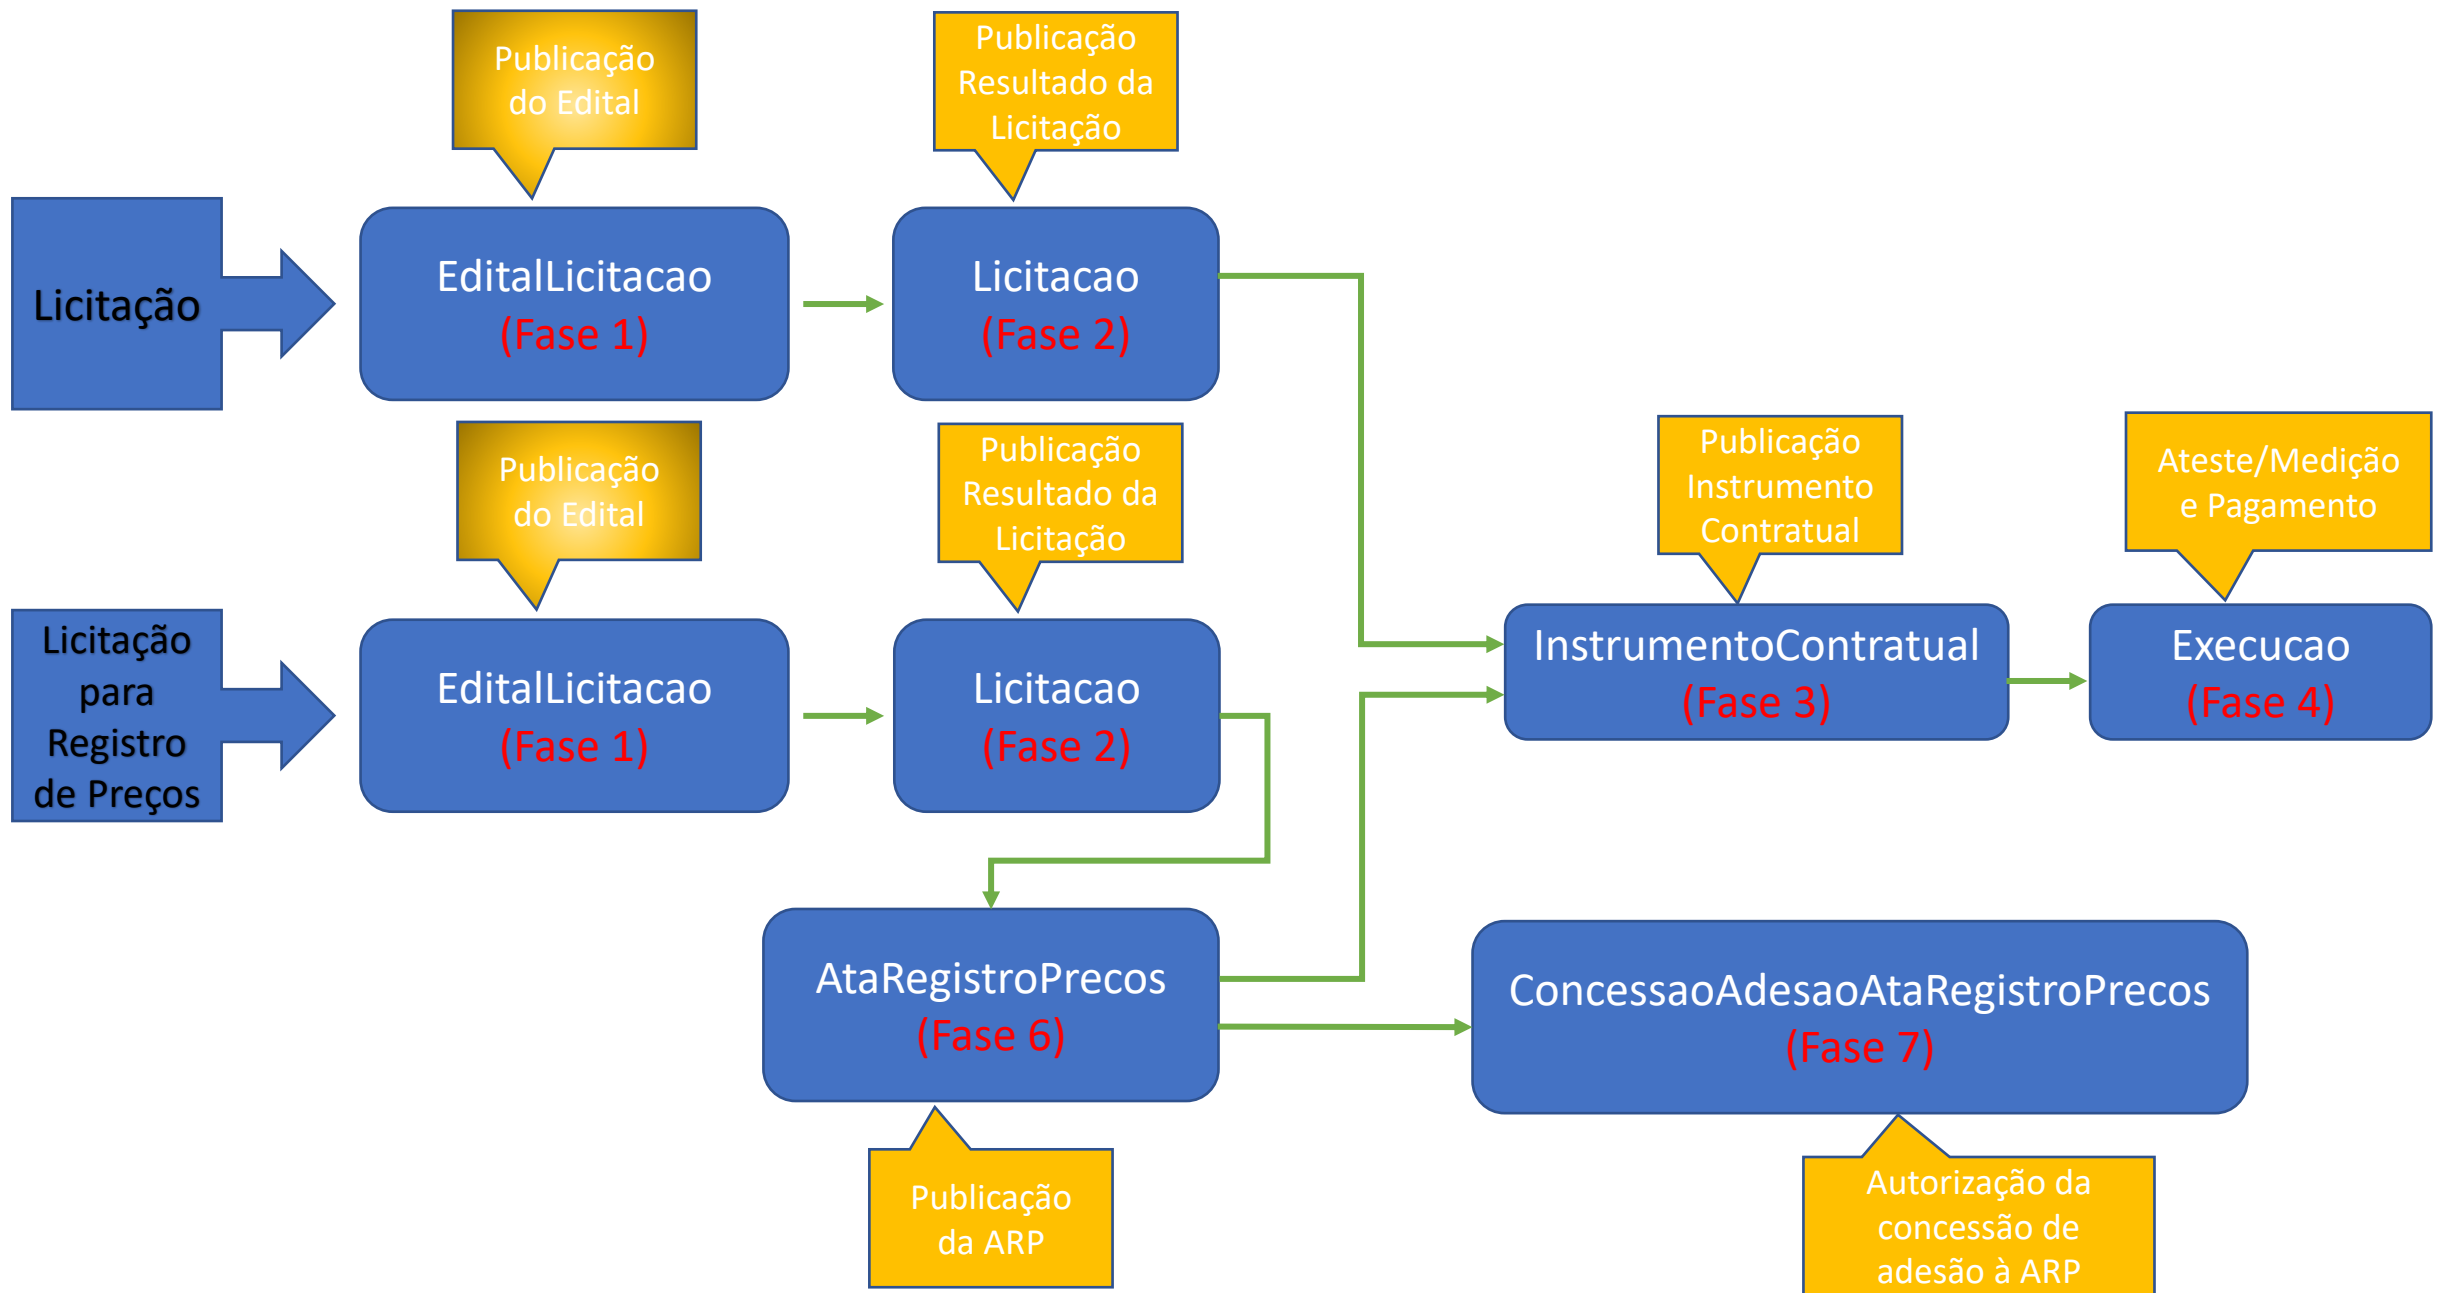 Publicação
do Edital
Publicação
Resultado da
Licitação
Licitação
EditalLicitacao
(Fase 1)
Licitacao
(Fase 2)
Publicação
do Edital
Publicação
Resultado da
Licitação
Publicação
Instrumento
Contratual
Ateste/Medição
e Pagamento
Licitação
para
Registro
de Preços
EditalLicitacao
(Fase 1)
Licitacao
(Fase 2)
InstrumentoContratual
(Fase 3)
Execucao
(Fase 4)
AtaRegistroPrecos
(Fase 6)
ConcessaoAdesaoAtaRegistroPrecos
(Fase 7)
Publicação
da ARP
Autorização da
concessão de
adesão à ARP